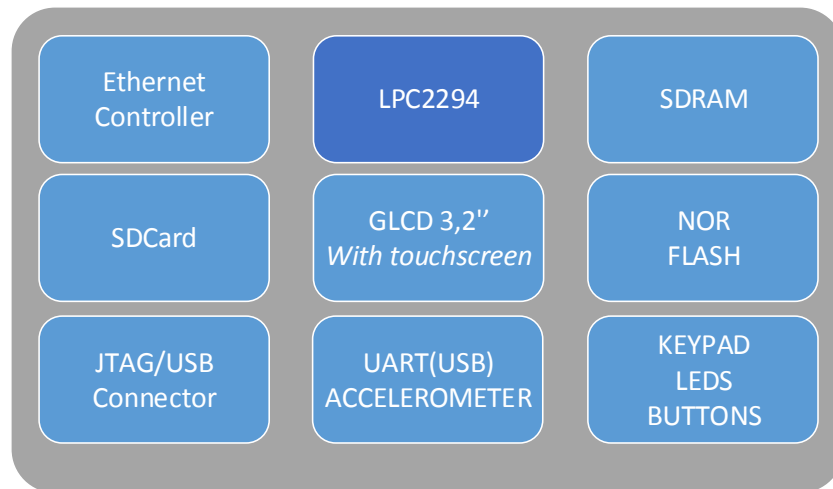 Ethernet
Controller
LPC2294
SDRAM
SDCard
GLCD 3,2'’
With touchscreen
NOR
FLASH
JTAG/USB
Connector
UART(USB)
ACCELEROMETER
KEYPAD
LEDS
BUTTONS